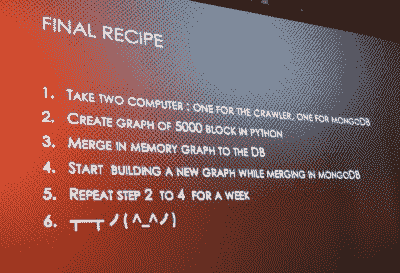 FINAL RECIPE
1. TAKE TWO COMPUTER : ONE FOR THE CRAWLER, ONE FOR MONGODB
2. CREATE GRAPH OF 5000 BLOCK IN PYTHON
3. MERGE IN MEMORY GRAPH TO THE DB
4. START BUILDING A NEW GRAPH WHILE MERGING IN MONGODB
5. REPEAT STEP 2 TO 4 FOR A WEEK
6. ┬─┬ ノ( ^_^ノ)